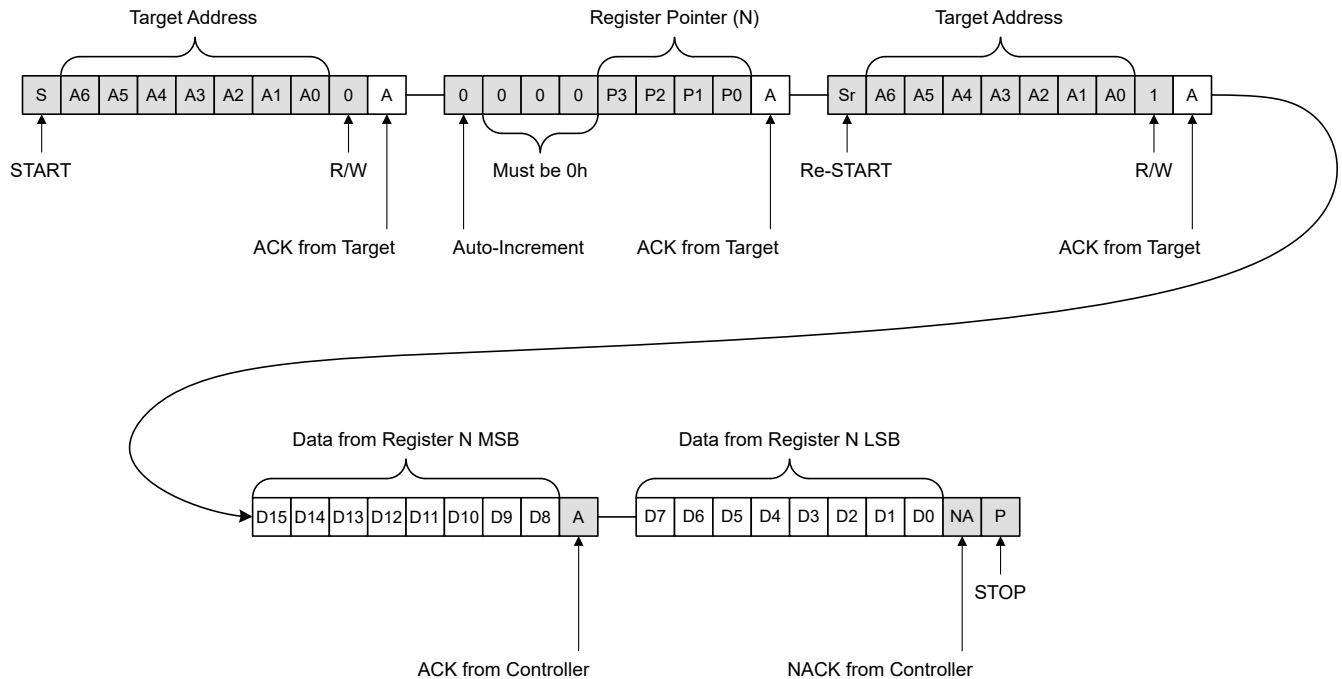 Target Address Register Pointer (N) Target Address
S A6 A5 A4 A3 A2 A1 A0 0 A 0 0 0 0 P3 P2 P1 P0 A Sr A6 A5 A4 A3 A2 A1 A0 1 A
START R/W Must be 0h Re-START R/W
ACK from Target Auto-Increment ACK from Target ACK from Target
Data from Register N MSB Data from Register N LSB
D15 D14 D13 D12 D11 D10 D9 D8 A D7 D6 D5 D4 D3 D2 D1 D0 NA P
STOP
ACK from Controller NACK from Controller